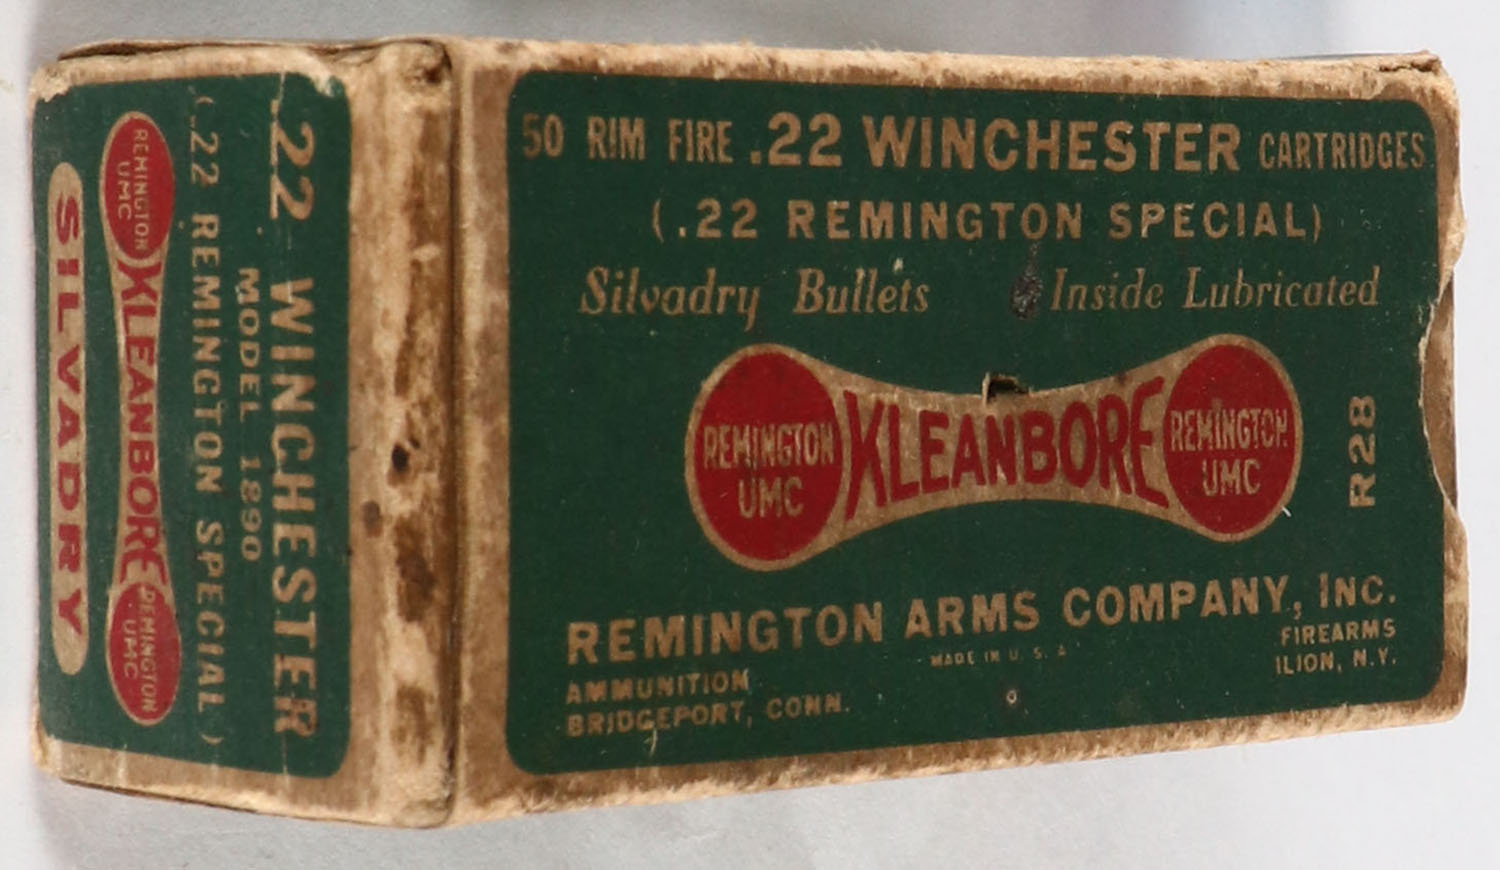 50 RIM FIRE .22 WINCHESTER CARTRIDGES
(.22 REMINGTON SPECIAL)
Silvadry Bullets Inside Lubricated
REMINGTON UMC KLEANBORE REMINGTON UMC
R28
REMINGTON ARMS COMPANY, INC.
MADE IN U.S.A
AMMUNITION
BRIDGEPORT, CONN.
FIREARMS
ILION, N.Y.
.22 WINCHESTER
MODEL 1890
(.22 REMINGTON SPECIAL)
REMINGTON UMC KLEANBORE REMINGTON UMC
SILVADRY